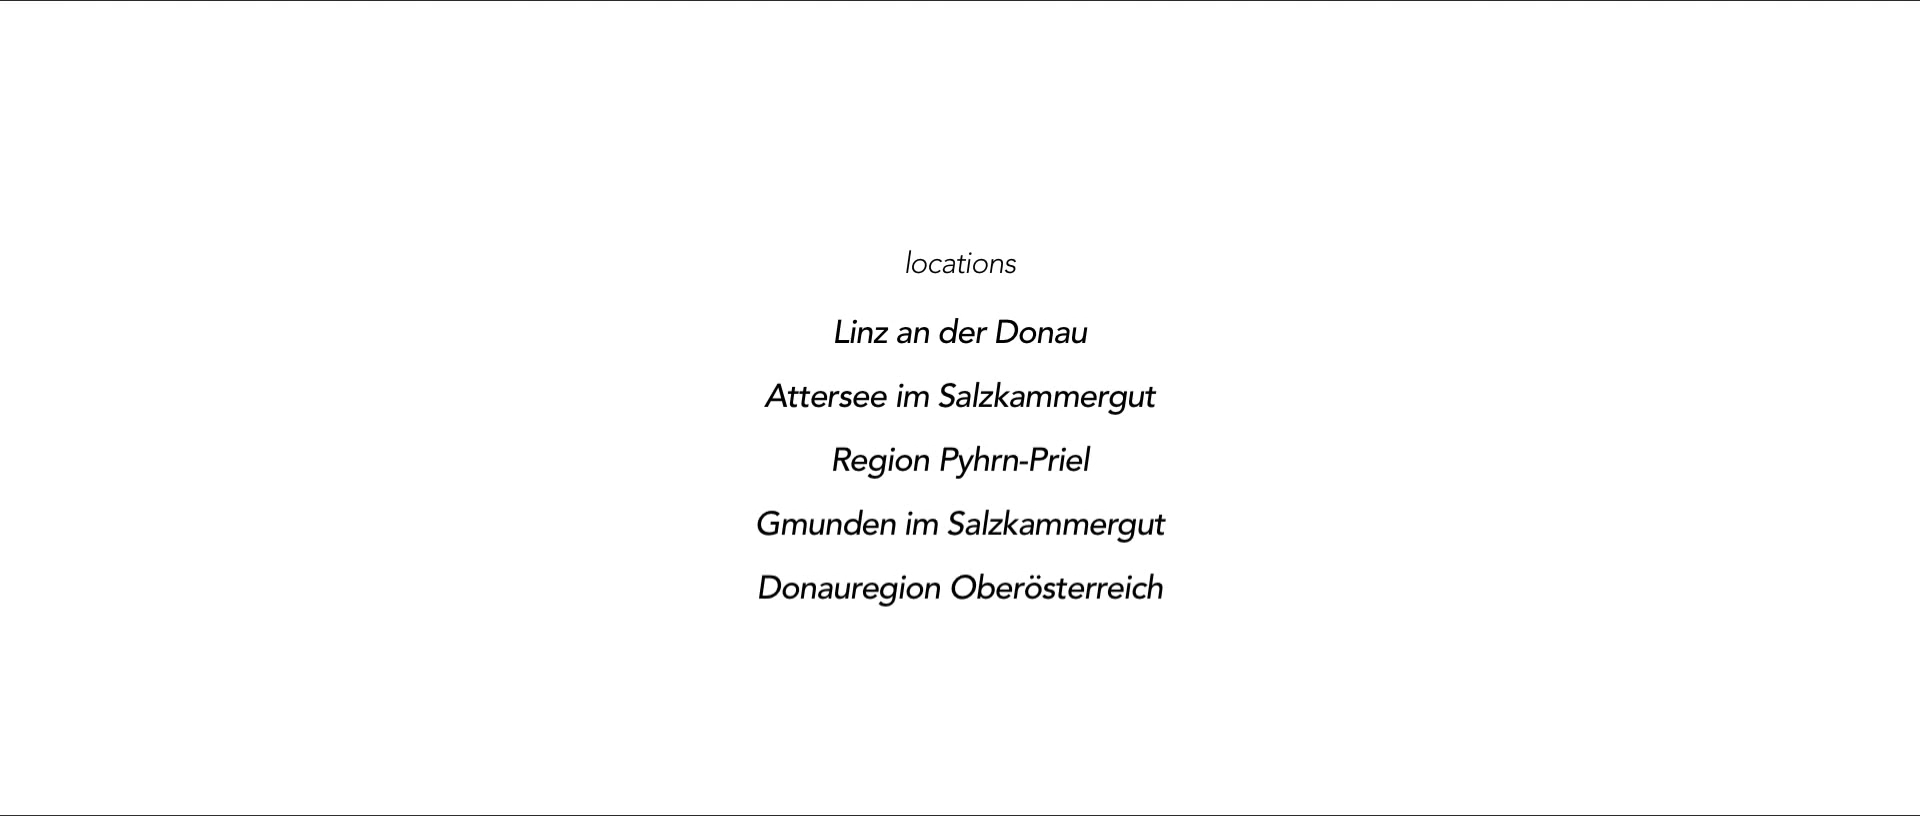 locations
Linz an der Donau
Attersee im Salzkammergut
Region Pyhrn-Priel
Gmunden im Salzkammergut
Donauregion Oberösterreich